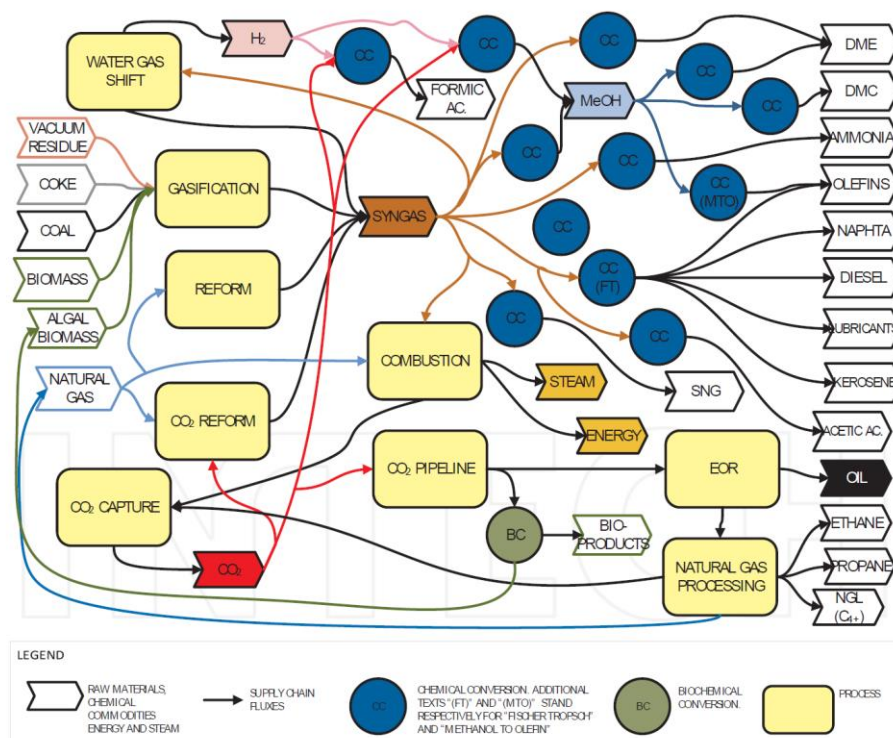 H₂
CC
CC
CC
DME
WATER GAS
SHIFT
FORMIC
AC.
MeOH
CC
CC
DMC
VACUUM
RESIDUE
CC
CC
AMMONIA
COKE
GASIFICATION
CC
(MTO)
OLEFINS
COAL
SYNGAS
CC
NAPHTA
BIOMASS
REFORM
CC
(FT)
DIESEL
ALGAL
BIOMASS
CC
CC
LUBRICANTS
COMBUSTION
NATURAL
GAS
STEAM
SNG
KEROSENE
CO₂ REFORM
ENERGY
ACETIC AC.
CO₂ PIPELINE
EOR
OIL
CO₂ CAPTURE
BC
BIO-
PRODUCTS
ETHANE
CO₂
NATURAL GAS
PROCESSING
PROPANE
NGL
(C₄₊)
INTECH
LEGEND
RAW MATERIALS,
CHEMICAL
COMMODITIES
ENERGY AND STEAM
SUPPLY CHAIN
FLUXES
CC
CHEMICAL CONVERSION. ADDITIONAL
TEXTS "(FT)" AND "(MTO)" STAND
RESPECTIVELY FOR "FISCHER TROPSCH"
AND "METHANOL TO OLEFIN"
BC
BIOCHEMICAL
CONVERSION.
PROCESS